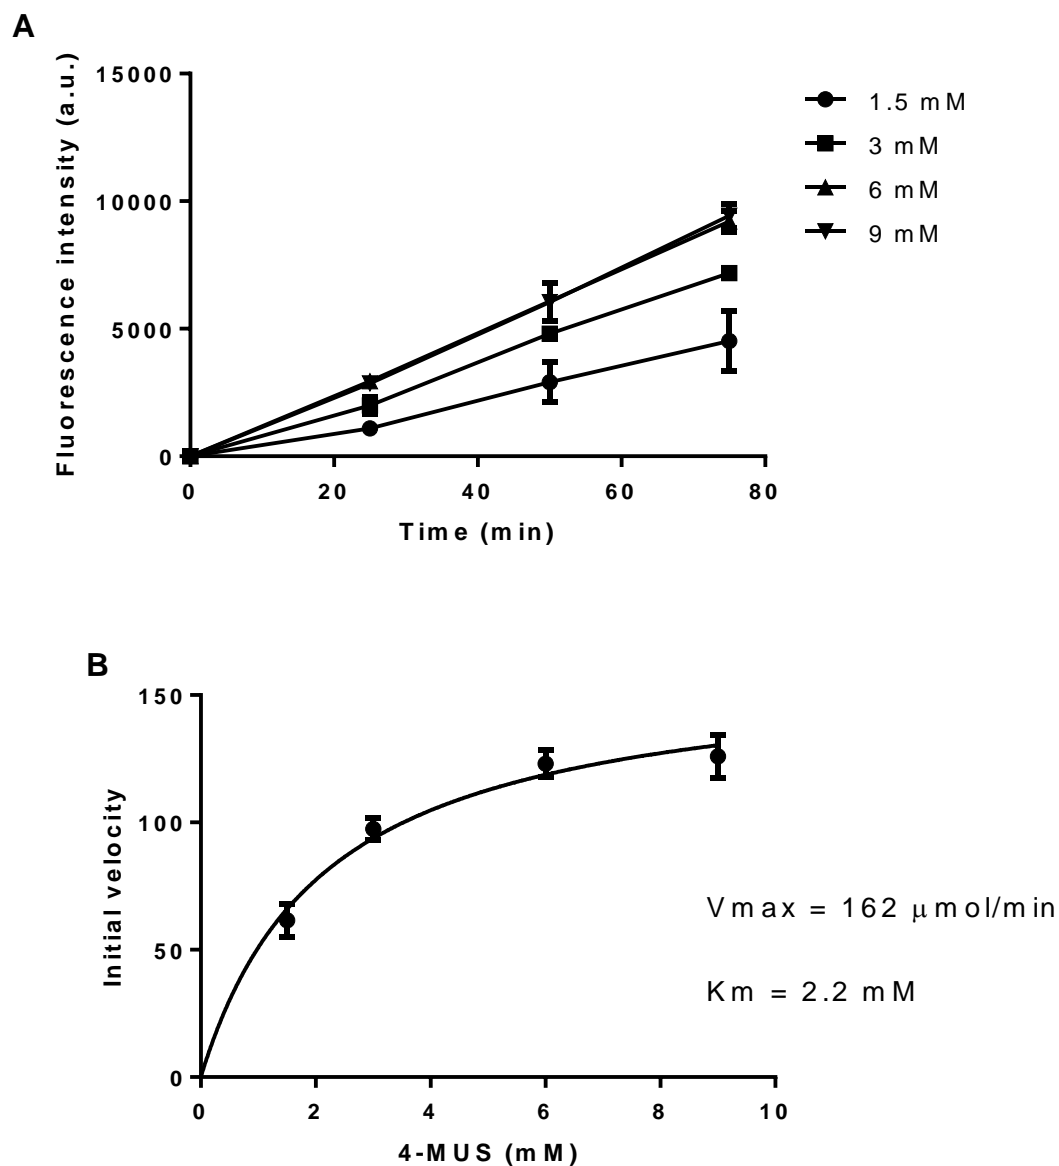 A
Fluorescence intensity (a.u.)
15000
10000
5000
0
0 20 40 60 80
Time (min)
1.5 mM
3 mM
6 mM
9 mM
B
Initial velocity
150
100
50
0
0 2 4 6 8 10
4-MUS (mM)
Vmax = 162 μmol/min
Km = 2.2 mM